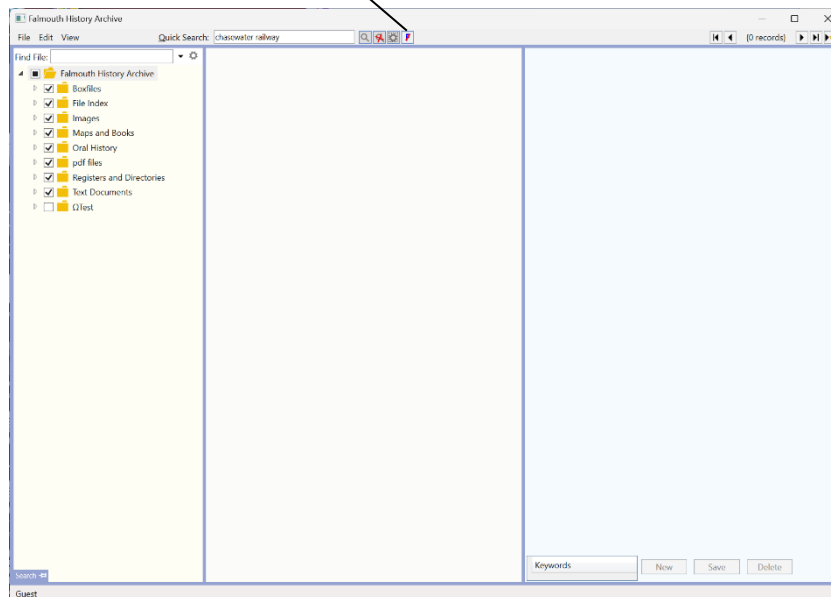 Falmouth History Archive
File Edit View Quick Search: chasewater railway F (0 records)
Find File:
Falmouth History Archive
Boxfiles
File Index
Images
Maps and Books
Oral History
pdf files
Registers and Directories
Text Documents
ΩTest
Keywords New Save Delete
Search
Guest